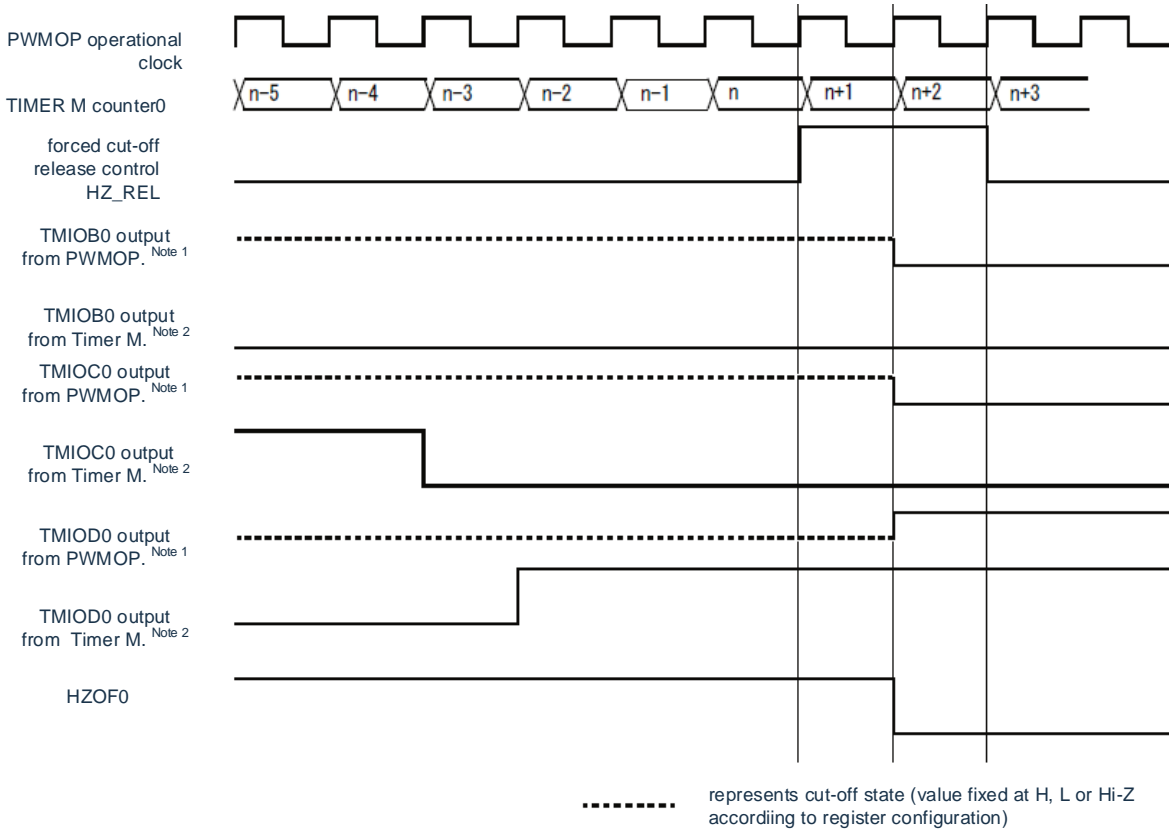 PWMOP operational
clock
TIMER M counter0
n−5 n−4 n−3 n−2 n−1 n n+1 n+2 n+3
forced cut-off
release control
HZ_REL
TMIOB0 output
from PWMOP. Note 1
TMIOB0 output
from Timer M. Note 2
TMIOC0 output
from PWMOP. Note 1
TMIOC0 output
from Timer M. Note 2
TMIOD0 output
from PWMOP. Note 1
TMIOD0 output
from Timer M. Note 2
HZOF0
represents cut-off state (value fixed at H, L or Hi-Z
accordiing to register configuration)